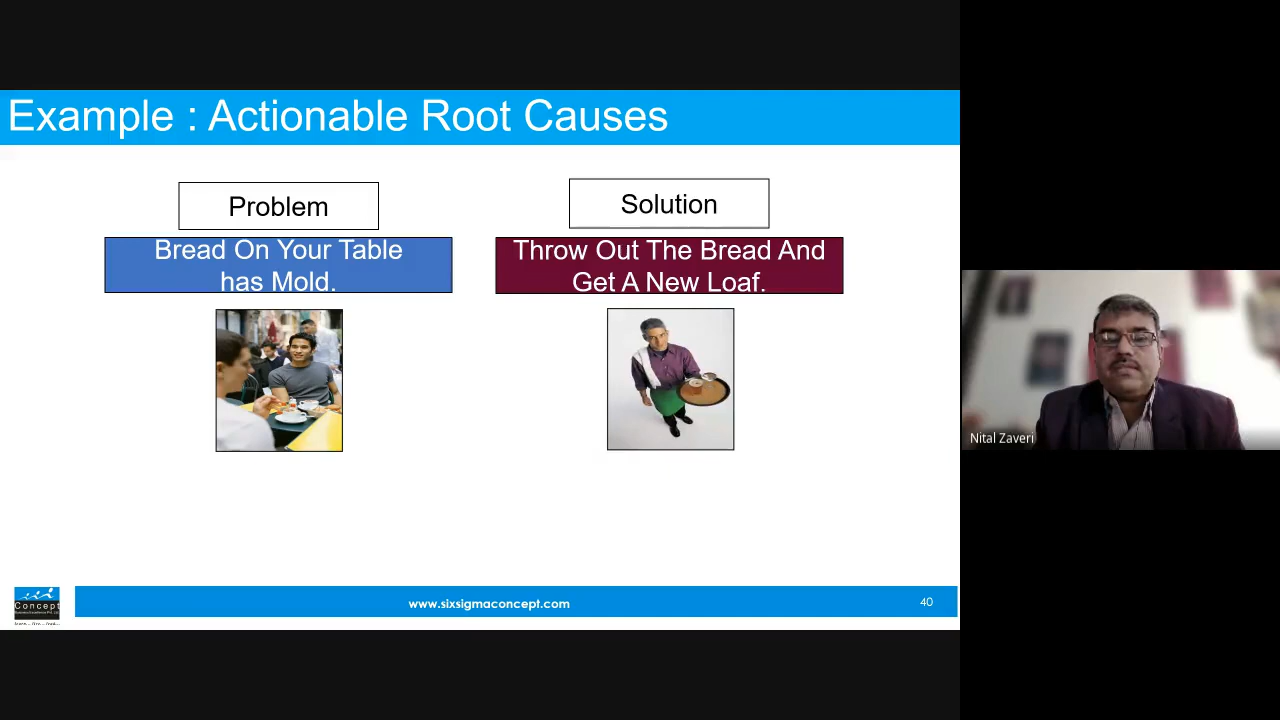 Example : Actionable Root Causes
Problem
Solution
Bread On Your Table
has Mold.
Throw Out The Bread And
Get A New Loaf.
Nital Zaveri
Concept
www.sixsigmaconcept.com
40